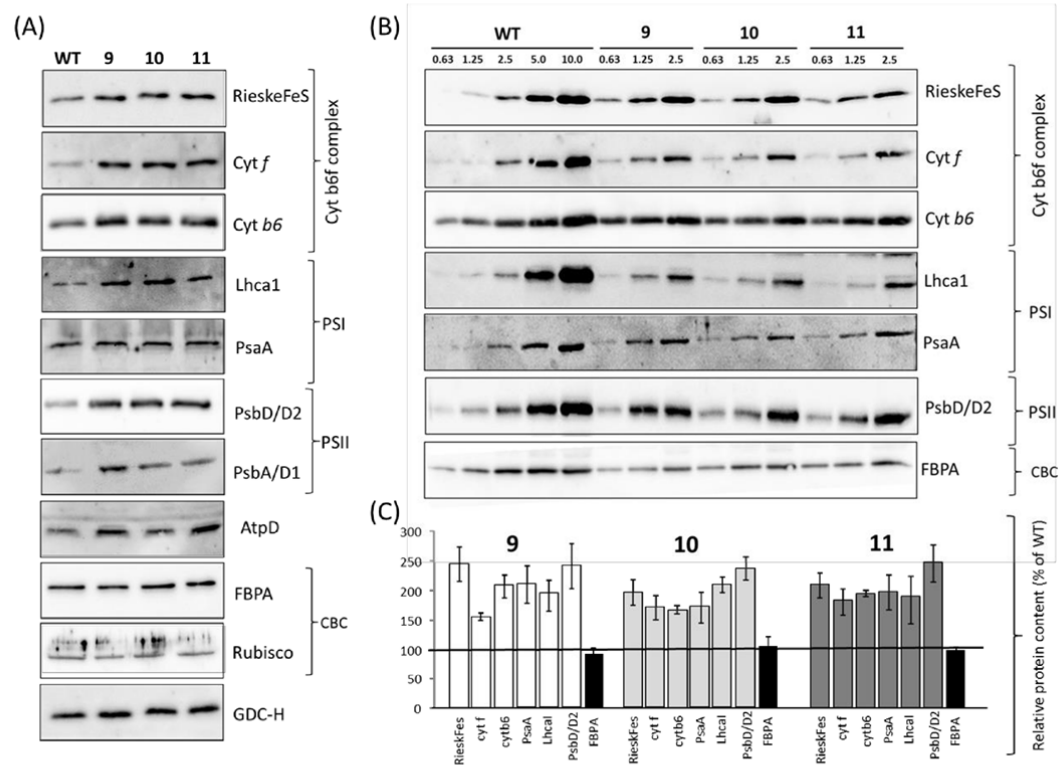 (A)
WT 9 10 11
RieskeFeS
Cyt f
Cyt b6
Cyt b6f complex
Lhca1
PsaA
PSI
PsbD/D2
PsbA/D1
PSII
AtpD
FBPA
Rubisco
CBC
GDC-H
(B)
WT 9 10 11
0.63 1.25 2.5 5.0 10.0 0.63 1.25 2.5 0.63 1.25 2.5 0.63 1.25 2.5
RieskeFeS
Cyt f
Cyt b6
Cyt b6f complex
Lhca1
PsaA
PSI
PsbD/D2
PSII
FBPA
CBC
(C)
9 10 11
300
250
200
150
100
50
0
RieskFes cyt f cytb6 PsaA LhcaI PsbD/D2 FBPA RieskFes cyt f cytb6 PsaA LhcaI PsbD/D2 FBPA RieskFes cyt f cytb6 PsaA LhcaI PsbD/D2 FBPA
Relative protein content (% of WT)